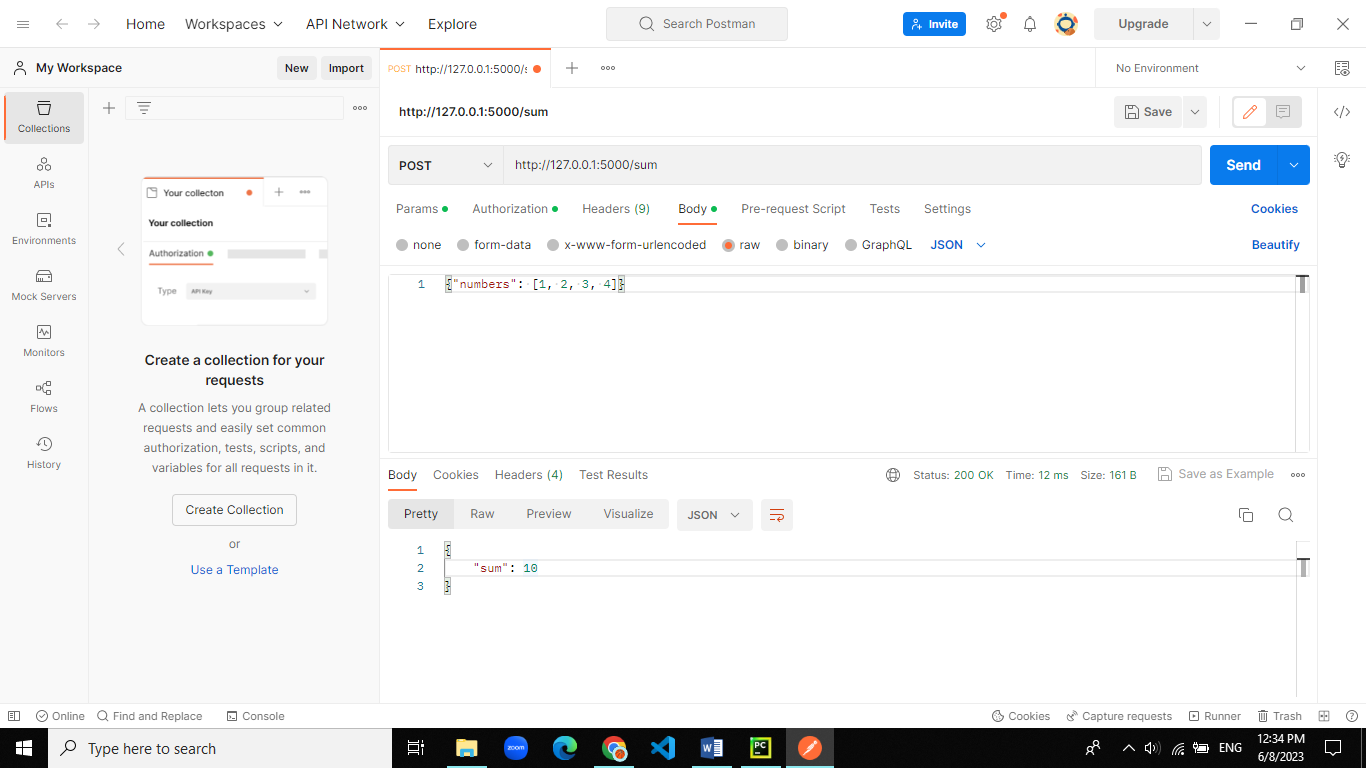 Home Workspaces API Network Explore Search Postman Invite Upgrade
My Workspace New Import POST http://127.0.0.1:5000/s No Environment
Collections
APIs
Environments
Mock Servers
Monitors
Flows
History
Your collecton
Your collection
Authorization
Type API Key
Create a collection for your
requests
A collection lets you group related
requests and easily set common
authorization, tests, scripts, and
variables for all requests in it.
Create Collection
or
Use a Template
http://127.0.0.1:5000/sum Save
POST http://127.0.0.1:5000/sum Send
Params Authorization Headers (9) Body Pre-request Script Tests Settings Cookies
none form-data x-www-form-urlencoded raw binary GraphQL JSON Beautify
1 {"numbers": [1, 2, 3, 4]}
Body Cookies Headers (4) Test Results Status: 200 OK Time: 12 ms Size: 161 B Save as Example
Pretty Raw Preview Visualize JSON
1 {
2 "sum": 10
3 }
Online Find and Replace Console Cookies Capture requests Runner Trash
Type here to search zoom W PC ENG 12:34 PM
6/8/2023